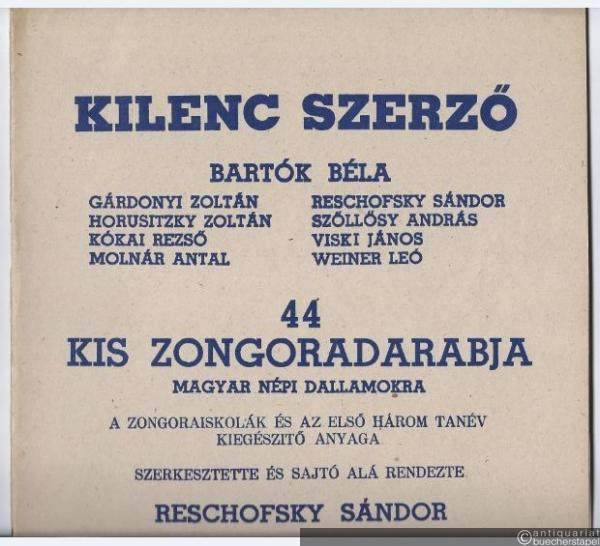 KILENC SZERZŐ
BARTÓK BÉLA
GÁRDONYI ZOLTÁN
HORUSITZKY ZOLTÁN
KÓKAI REZSŐ
MOLNÁR ANTAL
RESCHOFSKY SÁNDOR
SZŐLLŐSY ANDRÁS
VISKI JÁNOS
WEINER LEÓ
44
KIS ZONGORADARABJA
MAGYAR NÉPI DALLAMOKRA
A ZONGORAISKOLÁK ÉS AZ ELSŐ HÁROM TANÉV
KIEGÉSZITŐ ANYAGA
SZERKESZTETTE ÉS SAJTÓ ALÁ RENDEZTE
RESCHOFSKY SÁNDOR
©antiquariat
buecherstapel